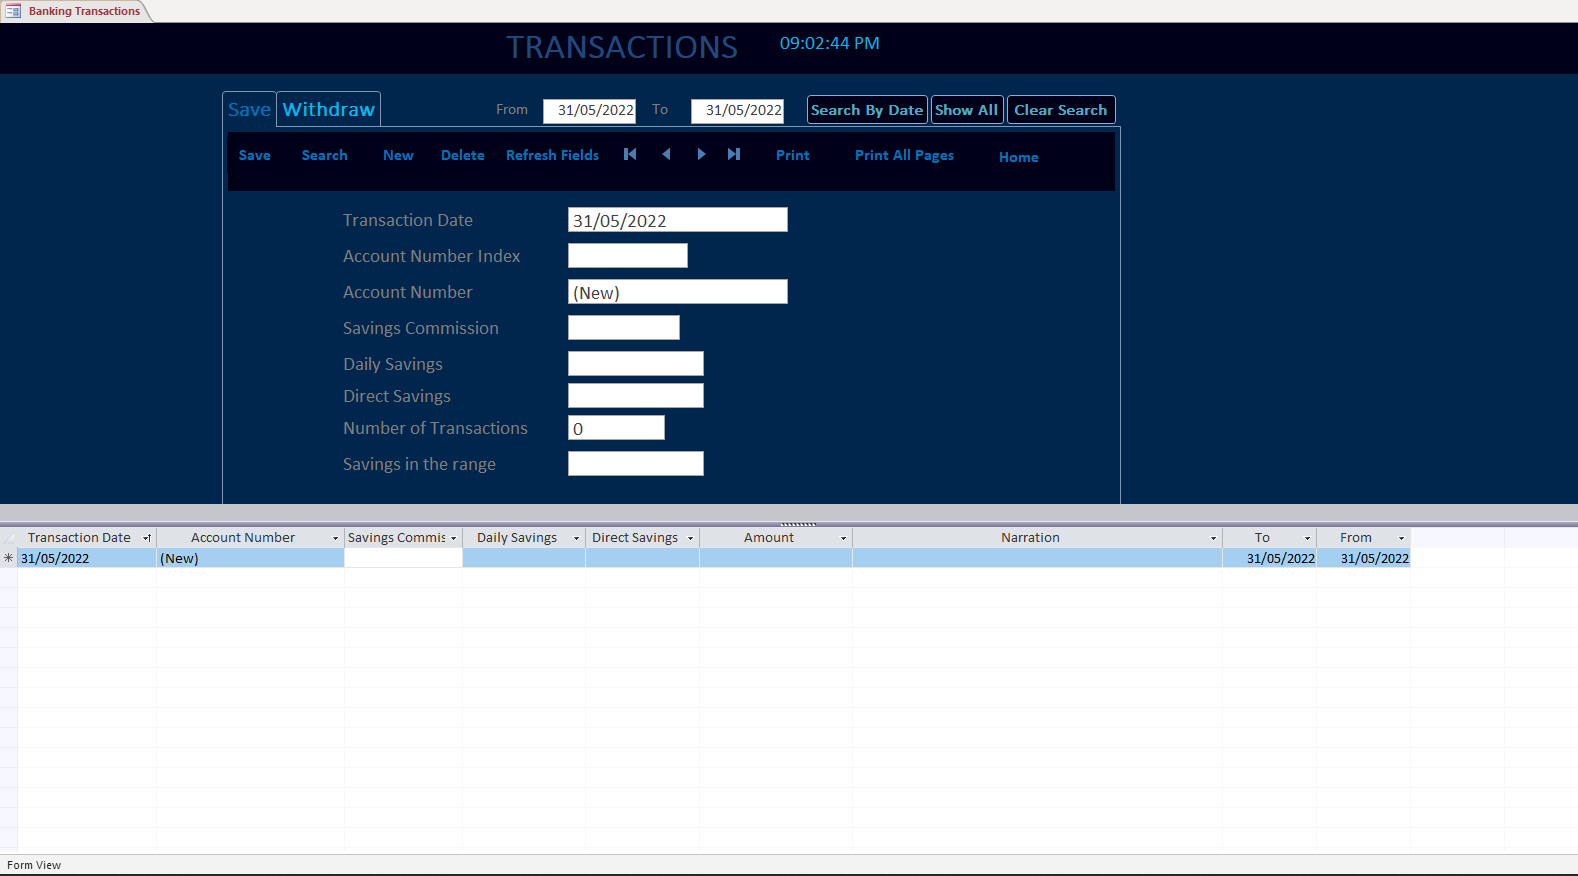 Banking Transactions
TRANSACTIONS 09:02:44 PM
Save Withdraw From 31/05/2022 To 31/05/2022 Search By Date Show All Clear Search
Save Search New Delete Refresh Fields Print Print All Pages Home
Transaction Date 31/05/2022
Account Number Index
Account Number (New)
Savings Commission
Daily Savings
Direct Savings
Number of Transactions 0
Savings in the range
Transaction Date Account Number Savings Commis Daily Savings Direct Savings Amount Narration To From
31/05/2022 (New) 31/05/2022 31/05/2022
Form View